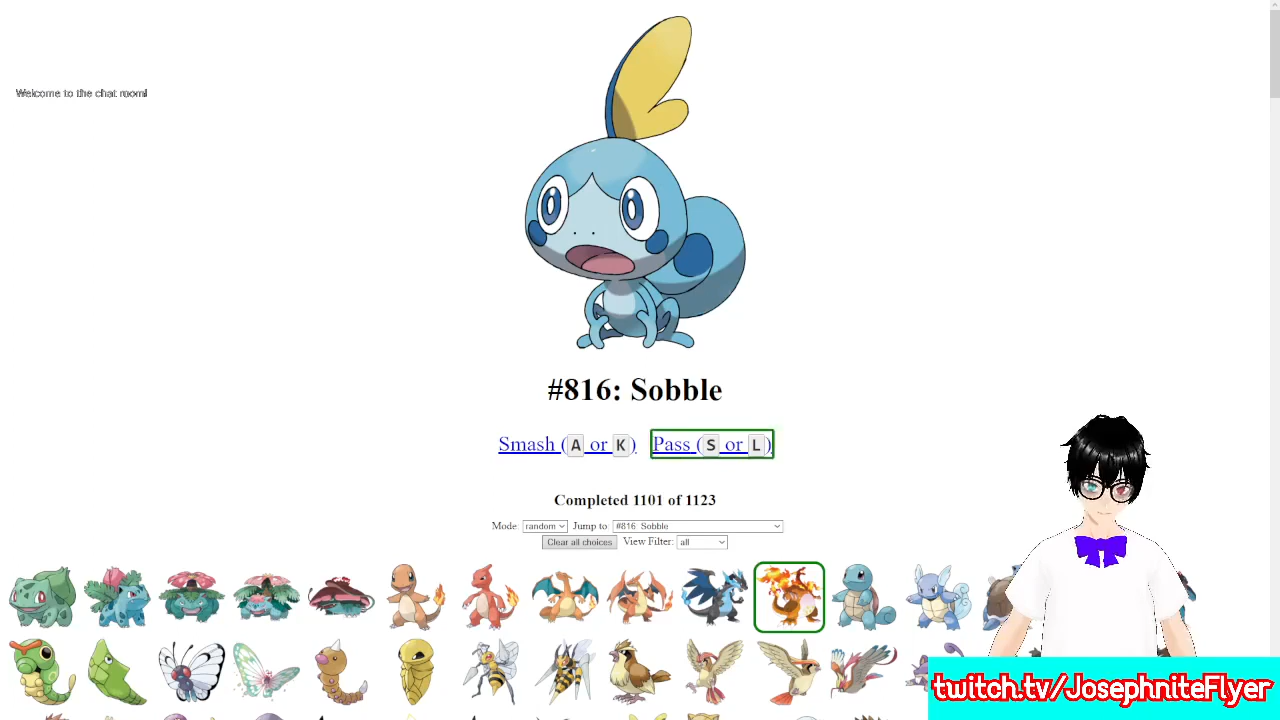 Welcome to the chat room!
#816: Sobble
Smash (A or K) Pass (S or L)
Completed 1101 of 1123
Mode: random Jump to: #816 Sobble
Clear all choices View Filter: all
twitch.tv/JosephniteFlyer